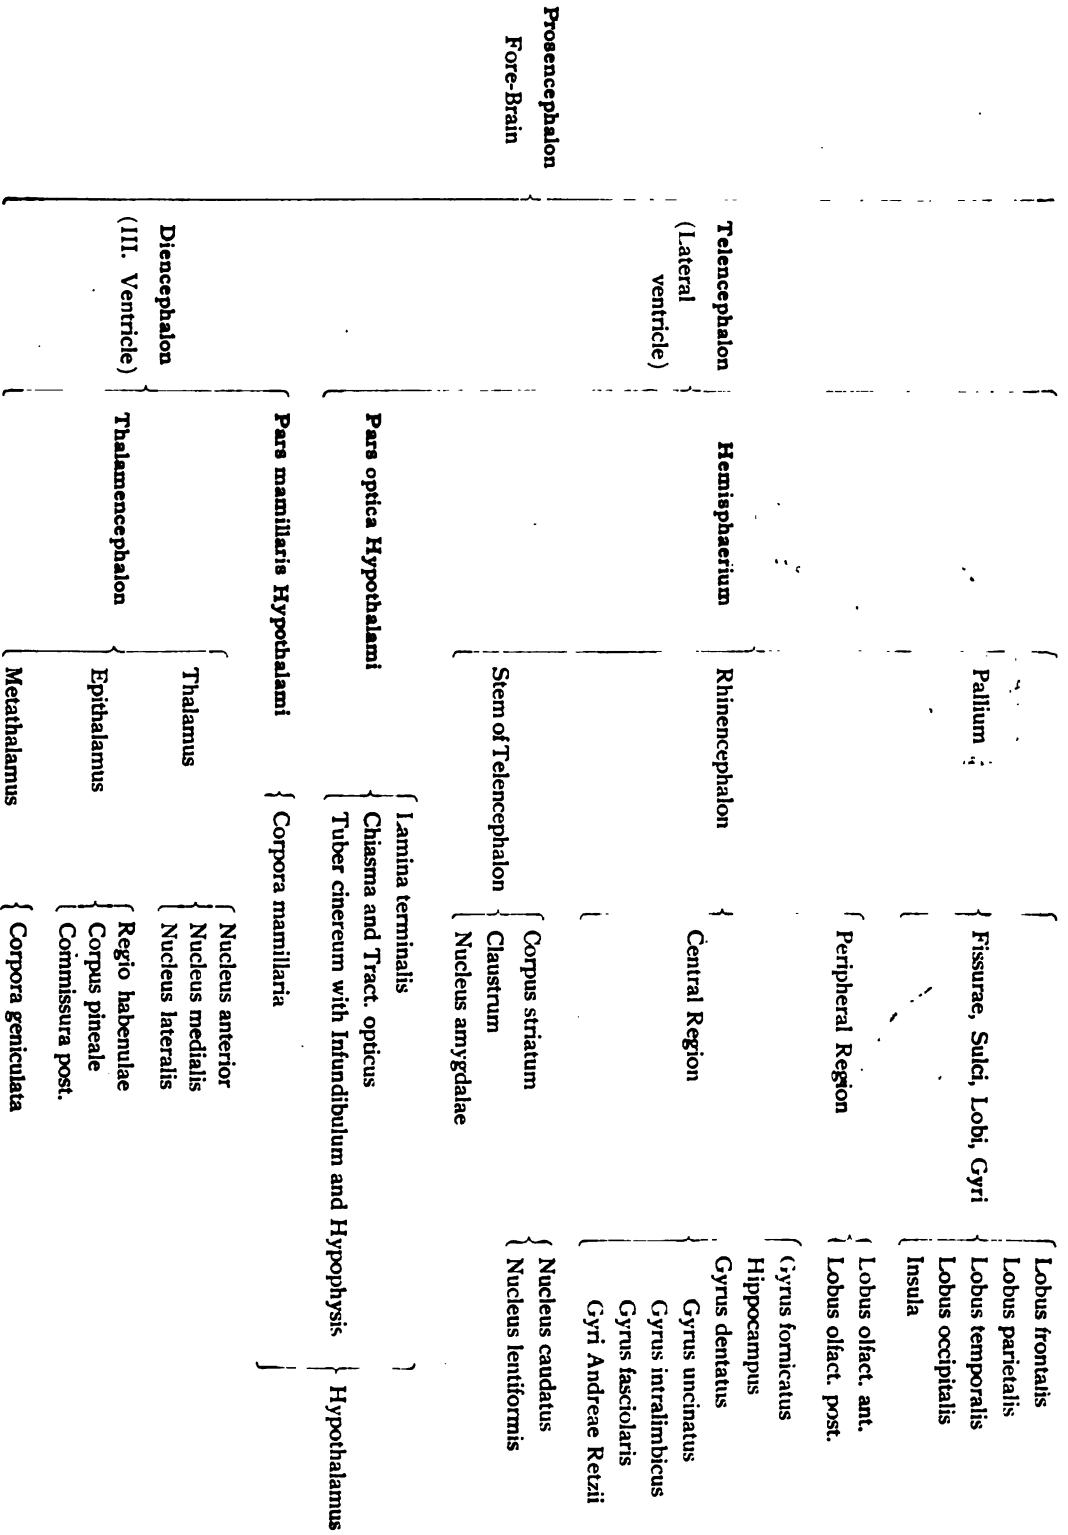 Prosencephalon
Fore-Brain
Telencephalon
(Lateral
ventricle)
Hemisphaerium
Pallium
Fissurae, Sulci, Lobi, Gyri
Lobus frontalis
Lobus parietalis
Lobus temporalis
Lobus occipitalis
Insula
Rhinencephalon
Peripheral Region
Lobus olfact. ant.
Lobus olfact. post.
Central Region
Gyrus fornicatus
Hippocampus
Gyrus dentatus
Gyrus uncinatus
Gyrus intralimbicus
Gyrus fasciolaris
Gyri Andreae Retzii
Stem of Telencephalon
Corpus striatum
Nucleus caudatus
Nucleus lentiformis
Claustrum
Nucleus amygdalae
Pars optica Hypothalami
Lamina terminalis
Chiasma and Tract. opticus
Tuber cinereum with Infundibulum and Hypophysis
Hypothalamus
Diencephalon
(III. Ventricle)
Pars mamillaris Hypothalami
Corpora mamillaria
Thalamencephalon
Thalamus
Nucleus anterior
Nucleus medialis
Nucleus lateralis
Epithalamus
Regio habenulae
Corpus pineale
Commissura post.
Metathalamus
Corpora geniculata